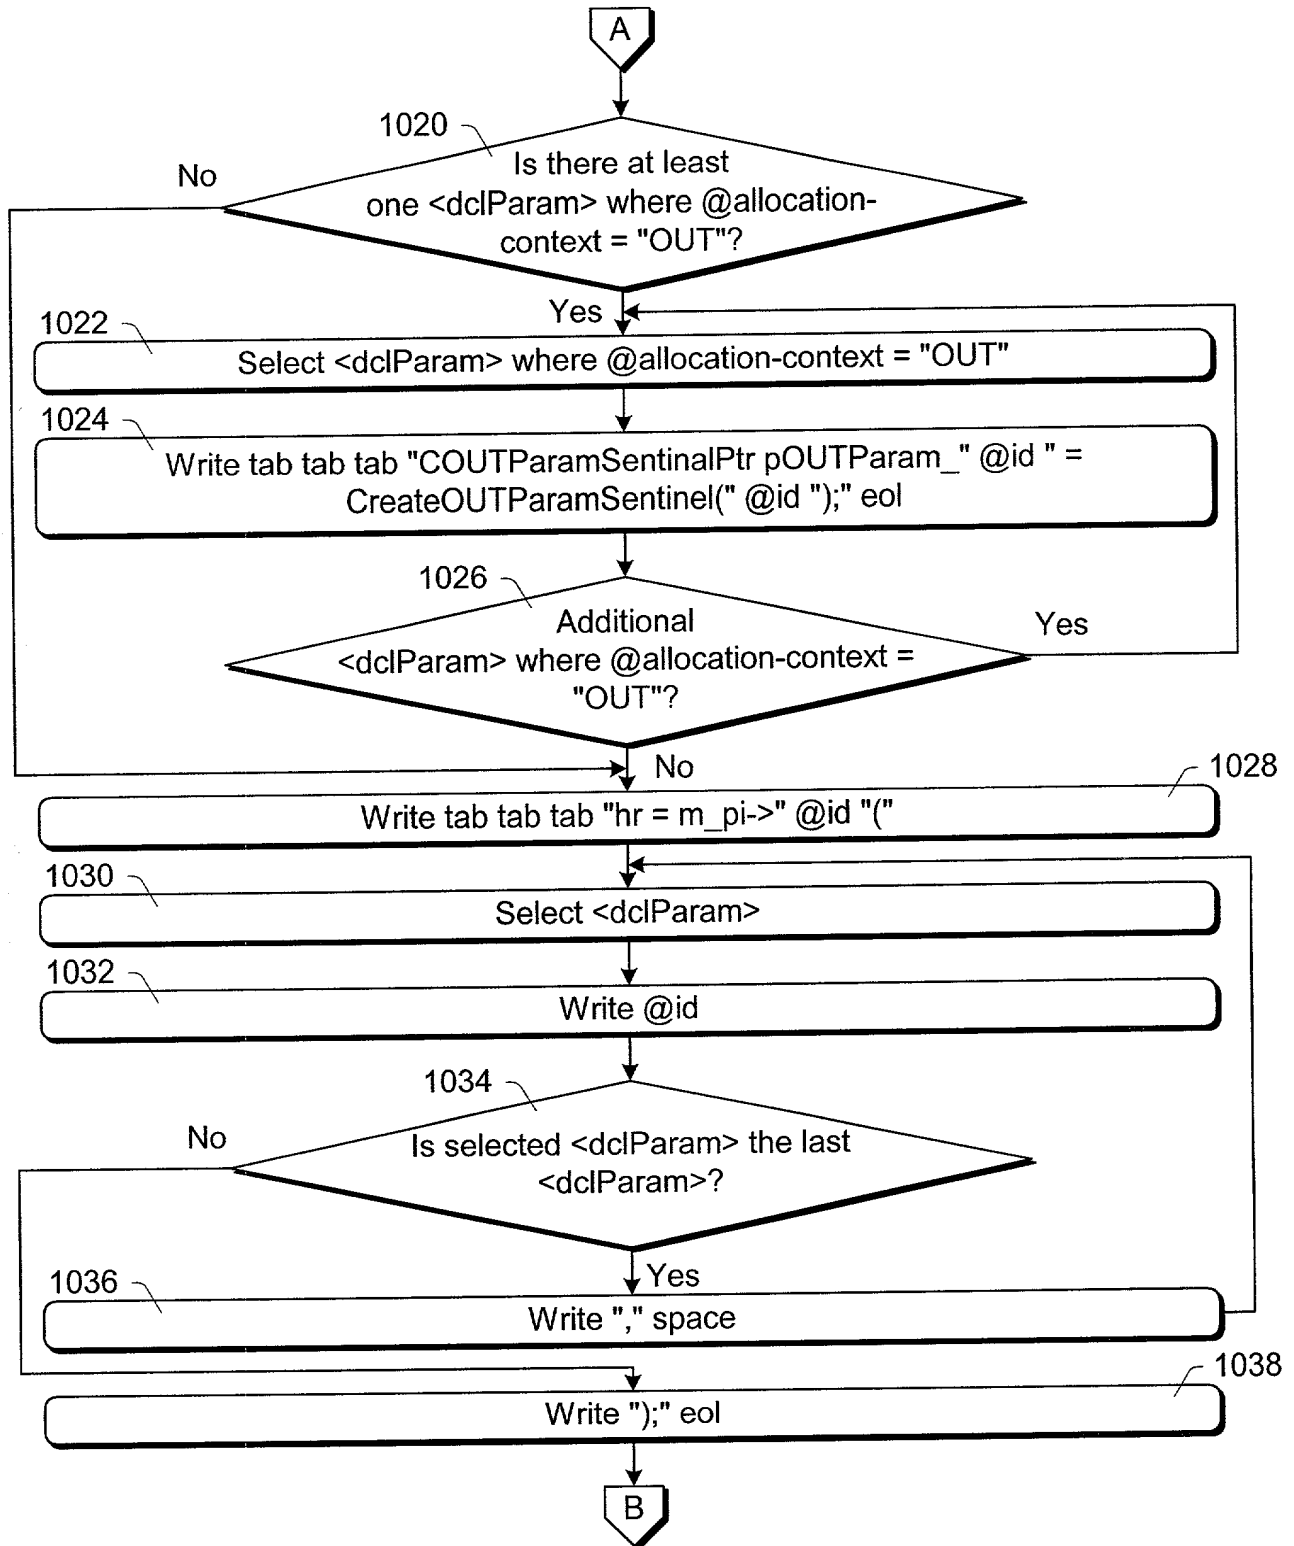 A
1020
Is there at least
No
one <dclParam> where @allocation-
context = "OUT"?
Yes
1022
Select <dclParam> where @allocation-context = "OUT"
1024
Write tab tab tab "COUTParamSentinalPtr pOUTParam_" @id " =
CreateOUTParamSentinel(" @id ");" eol
1026
Additional
Yes
<dclParam> where @allocation-context =
"OUT"?
No
1028
Write tab tab tab "hr = m_pi->" @id "("
1030
Select <dclParam>
1032
Write @id
1034
No
Is selected <dclParam> the last
<dclParam>?
Yes
1036
Write "," space
1038
Write ");" eol
B